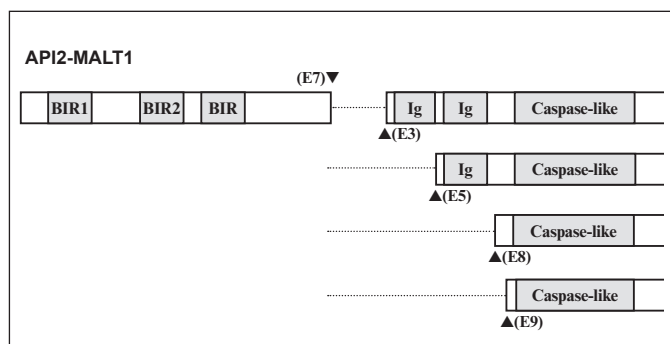 API2-MALT1
(E7)▼
BIR1 BIR2 BIR Ig Ig Caspase-like
▲(E3)
Ig Caspase-like
▲(E5)
Caspase-like
▲(E8)
Caspase-like
▲(E9)